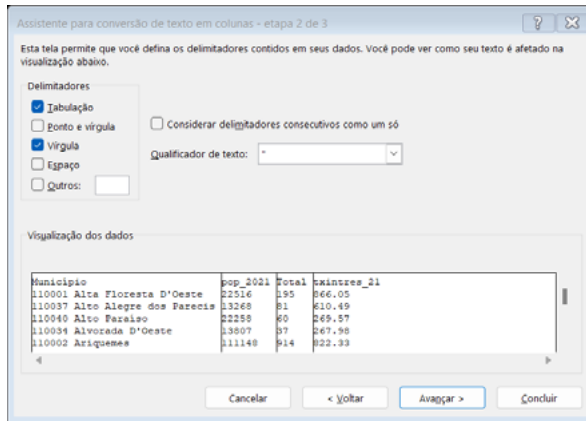 Assistente para conversão de texto em colunas - etapa 2 de 3
Esta tela permite que você defina os delimitadores contidos em seus dados. Você pode ver como seu texto é afetado na
visualização abaixo.
Delimitadores
Tabulação
Ponto e vírgula
Vírgula
Espaço
Outros:
Considerar delimitadores consecutivos como um só
Qualificador de texto: "
Visualização dos dados
Município pop_2021 Total txintres_21
110001 Alta Floresta D'Oeste 22516 195 866.05
110037 Alto Alegre dos Parecis 13268 81 610.49
110040 Alto Paraíso 22258 60 269.57
110034 Alvorada D'Oeste 13807 37 267.98
110002 Ariquemes 111148 914 822.33
Cancelar < Voltar Avançar > Concluir